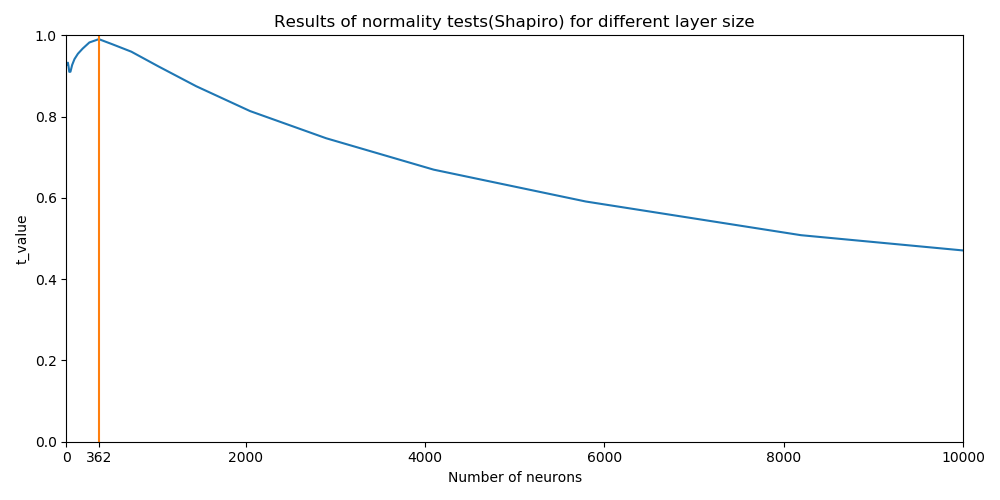 Results of normality tests(Shapiro) for different layer size
1.0
0.8
0.6
0.4
0.2
0.0
t_value
0 362 2000 4000 6000 8000 10000
Number of neurons